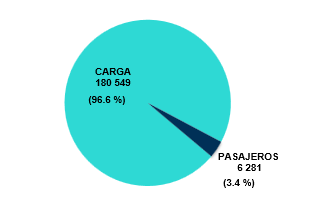 CARGA
180 549
(96.6 %)
PASAJEROS
6 281
(3.4 %)